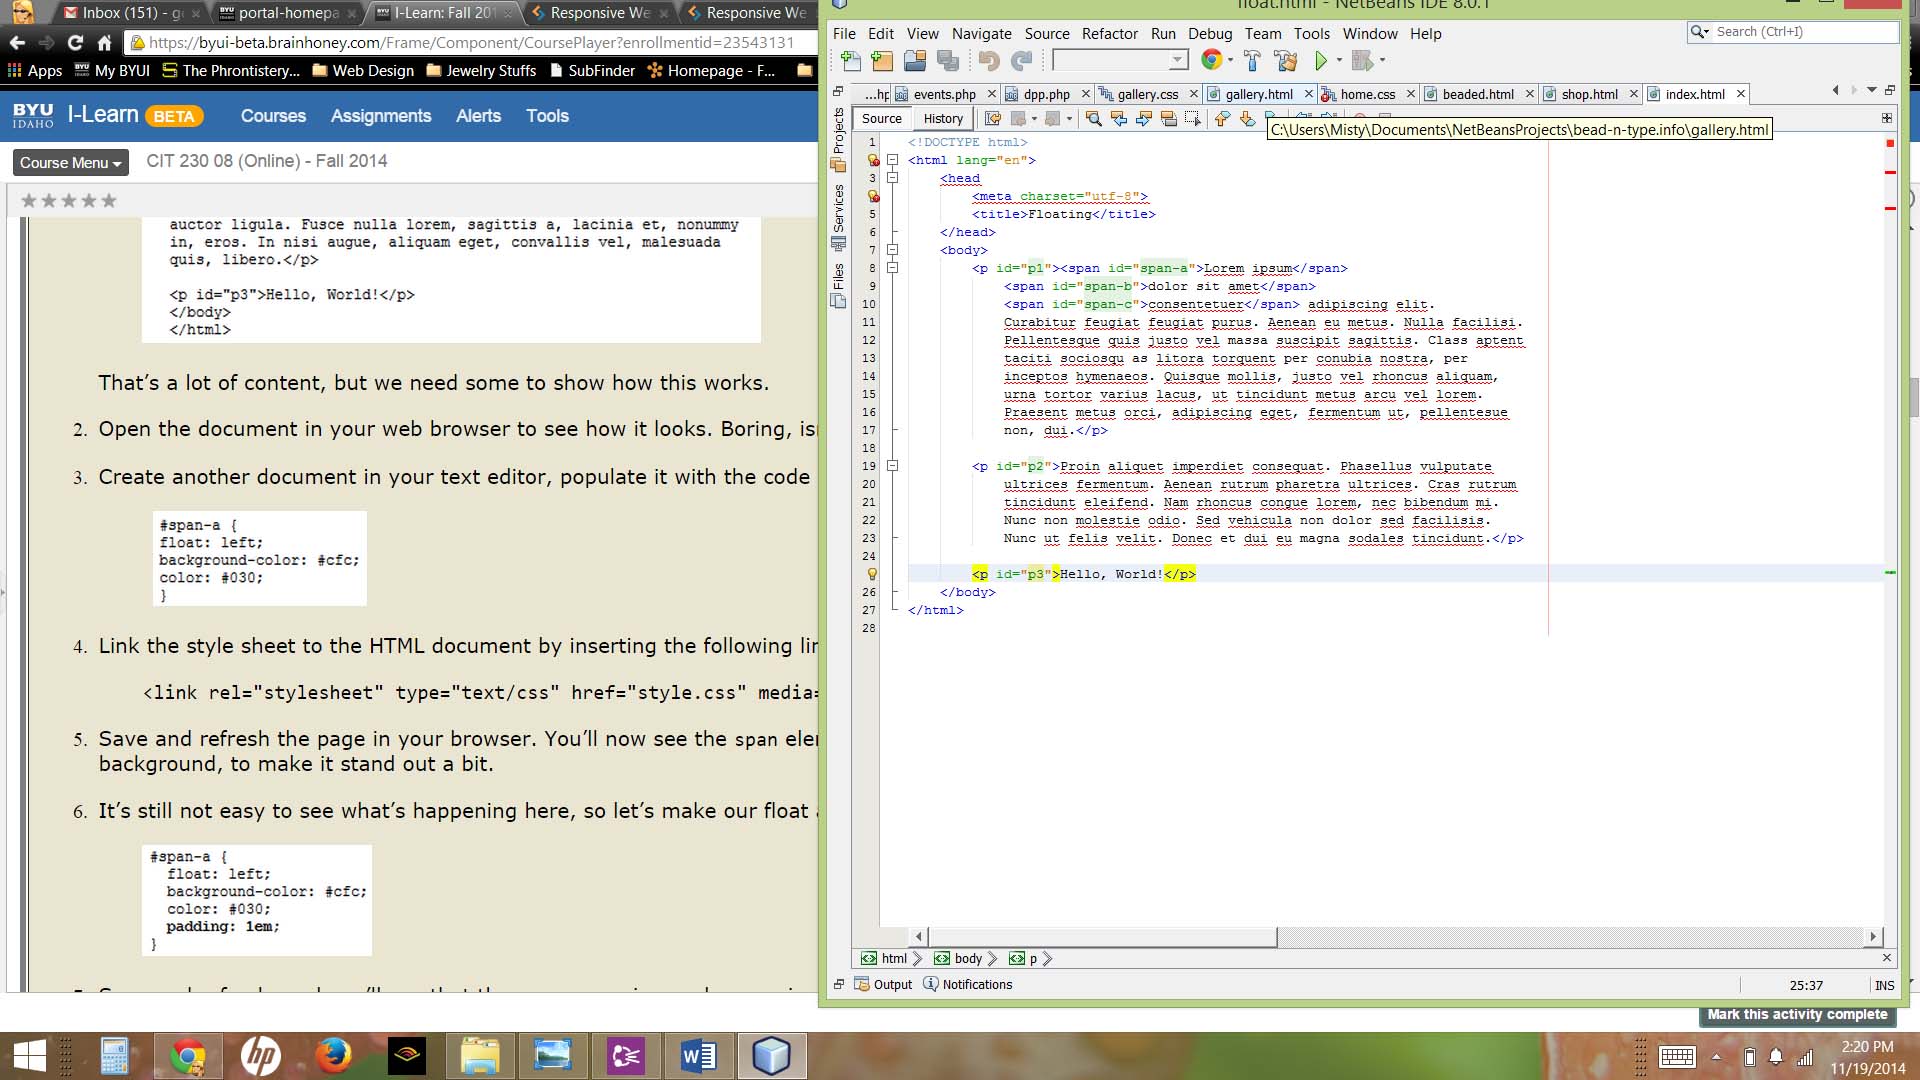 Inbox (151) - g
portal-homepa
I-Learn: Fall 201
Responsive We
Responsive We
https://byui-beta.brainhoney.com/Frame/Component/CoursePlayer?enrollmentid=23543131
Apps
My BYUI
The Phrontistery...
Web Design
Jewelry Stuffs
SubFinder
Homepage - F...
BYU IDAHO
I-Learn BETA
Courses
Assignments
Alerts
Tools
Course Menu
CIT 230 08 (Online) - Fall 2014
auctor ligula. Fusce nulla lorem, sagittis a, lacinia et, nonummy
in, eros. In nisi augue, aliquam eget, convallis vel, malesuada
quis, libero.</p>
<p id="p3">Hello, World!</p>
</body>
</html>
That's a lot of content, but we need some to show how this works.
2. Open the document in your web browser to see how it looks. Boring,
3. Create another document in your text editor, populate it with the code
#span-a {
float: left;
background-color: #cfc;
color: #030;
}
4. Link the style sheet to the HTML document by inserting the following
<link rel="stylesheet" type="text/css" href="style.css" media=
5. Save and refresh the page in your browser. You'll now see the span
background, to make it stand out a bit.
6. It's still not easy to see what's happening here, so let's make our float
#span-a {
float: left;
background-color: #cfc;
color: #030;
padding: 1em;
}
float.html - NetBeans IDE 8.0.1
File Edit View Navigate Source Refactor Run Debug Team Tools Window Help
Search (Ctrl+I)
...hp
events.php
dpp.php
gallery.css
gallery.html
home.css
beaded.html
shop.html
index.html
Source
History
C:\Users\Misty\Documents\NetBeansProjects\bead-n-type.info\gallery.html
Projects
Services
Files
1 <!DOCTYPE html>
<html lang="en">
3 <head
<meta charset="utf-8">
5 <title>Floating</title>
6 </head>
7 <body>
8 <p id="p1"><span id="span-a">Lorem ipsum</span>
9 <span id="span-b">dolor sit amet</span>
10 <span id="span-c">consentetuer</span> adipiscing elit.
11 Curabitur feugiat feugiat purus. Aenean eu metus. Nulla facilisi.
12 Pellentesque quis justo vel massa suscipit sagittis. Class aptent
13 taciti sociosqu as litora torquent per conubia nostra, per
14 inceptos hymenaeos. Quisque mollis, justo vel rhoncus aliquam,
15 urna tortor varius lacus, ut tincidunt metus arcu vel lorem.
16 Praesent metus orci, adipiscing eget, fermentum ut, pellentesue
17 non, dui.</p>
18
19 <p id="p2">Proin aliquet imperdiet consequat. Phasellus vulputate
20 ultrices fermentum. Aenean rutrum pharetra ultrices. Cras rutrum
21 tincidunt eleifend. Nam rhoncus congue lorem, nec bibendum mi.
22 Nunc non molestie odio. Sed vehicula non dolor sed facilisis.
23 Nunc ut felis velit. Donec et dui eu magna sodales tincidunt.</p>
24
<p id="p3">Hello, World!</p>
26 </body>
27 </html>
28
html
body
p
Output
Notifications
25:37
INS
Mark this activity complete
hp
2:20 PM
11/19/2014